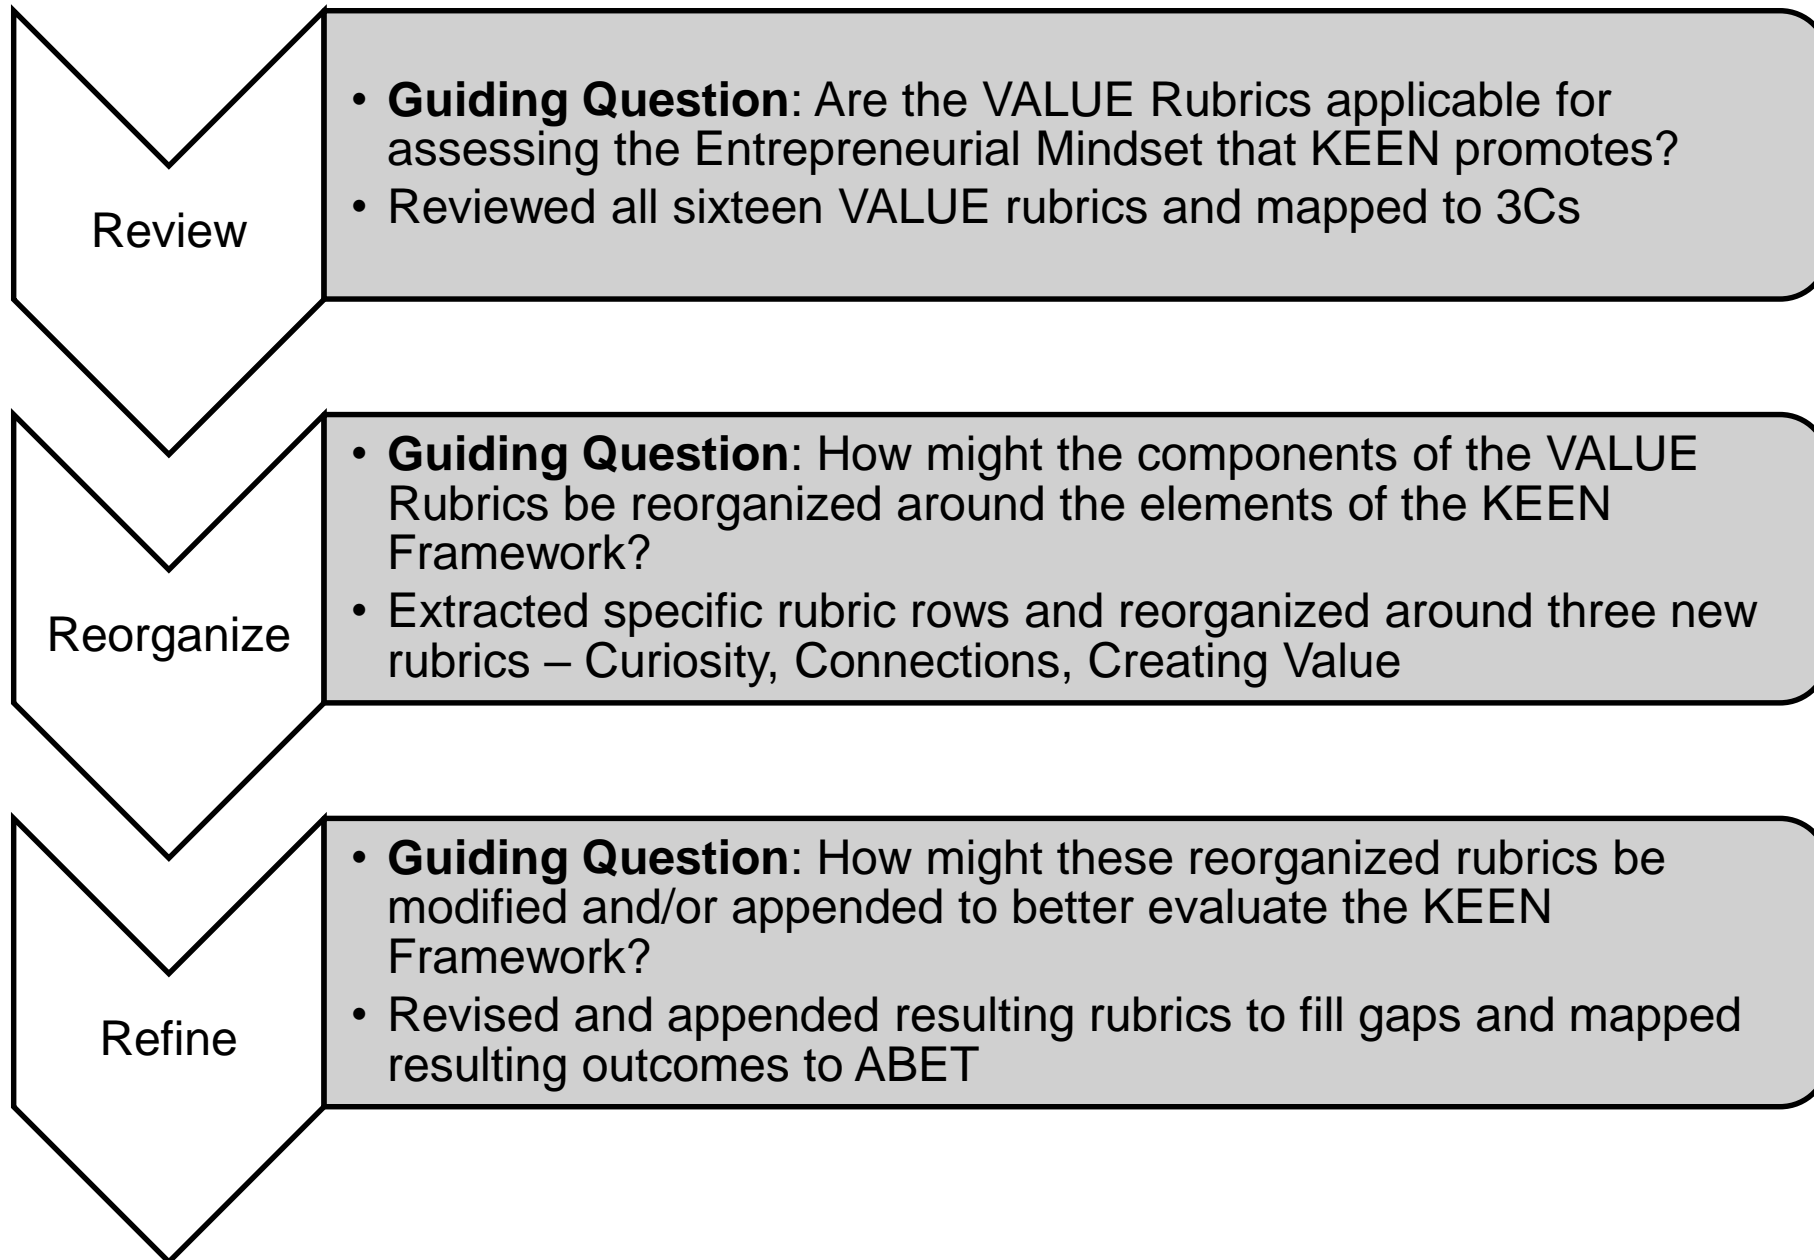 Review
• Guiding Question: Are the VALUE Rubrics applicable for
assessing the Entrepreneurial Mindset that KEEN promotes?
• Reviewed all sixteen VALUE rubrics and mapped to 3Cs
Reorganize
• Guiding Question: How might the components of the VALUE
Rubrics be reorganized around the elements of the KEEN
Framework?
• Extracted specific rubric rows and reorganized around three new
rubrics – Curiosity, Connections, Creating Value
Refine
• Guiding Question: How might these reorganized rubrics be
modified and/or appended to better evaluate the KEEN
Framework?
• Revised and appended resulting rubrics to fill gaps and mapped
resulting outcomes to ABET